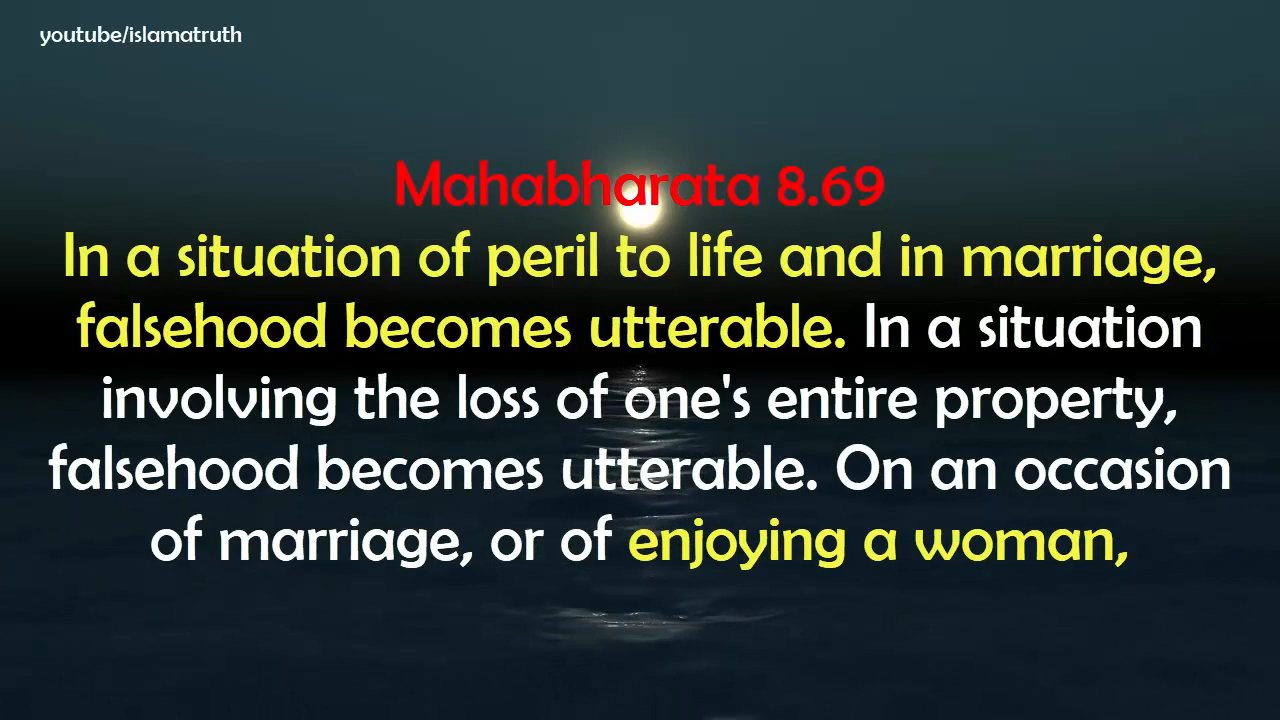 youtube/islamatruth
Mahabharata 8.69
In a situation of peril to life and in marriage,
falsehood becomes utterable. In a situation
involving the loss of one's entire property,
falsehood becomes utterable. On an occasion
of marriage, or of enjoying a woman,